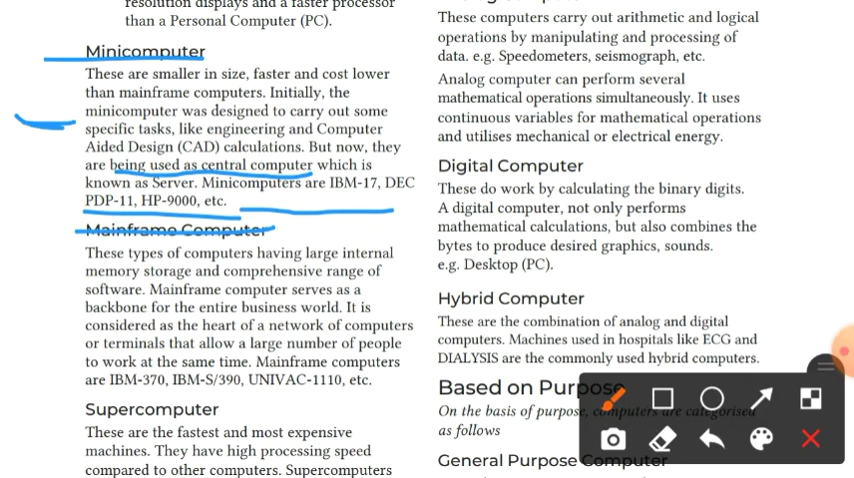 resolution displays and a faster processor
than a Personal Computer (PC).
Minicomputer
These are smaller in size, faster and cost lower
than mainframe computers. Initially, the
minicomputer was designed to carry out some
specific tasks, like engineering and Computer
Aided Design (CAD) calculations. But now, they
are being used as central computer which is
known as Server. Minicomputers are IBM-17, DEC
PDP-11, HP-9000, etc.
Mainframe Computer
These types of computers having large internal
memory storage and comprehensive range of
software. Mainframe computer serves as a
backbone for the entire business world. It is
considered as the heart of a network of computers
or terminals that allow a large number of people
to work at the same time. Mainframe computers
are IBM-370, IBM-S/390, UNIVAC-1110, etc.
Supercomputer
These are the fastest and most expensive
machines. They have high processing speed
compared to other computers. Supercomputers
These computers carry out arithmetic and logical
operations by manipulating and processing of
data. e.g. Speedometers, seismograph, etc.
Analog computer can perform several
mathematical operations simultaneously. It uses
continuous variables for mathematical operations
and utilises mechanical or electrical energy.
Digital Computer
These do work by calculating the binary digits.
A digital computer, not only performs
mathematical calculations, but also combines the
bytes to produce desired graphics, sounds.
e.g. Desktop (PC).
Hybrid Computer
These are the combination of analog and digital
computers. Machines used in hospitals like ECG and
DIALYSIS are the commonly used hybrid computers.
Based on Purpose
On the basis of purpose, computers are categorised
as follows
General Purpose Computer